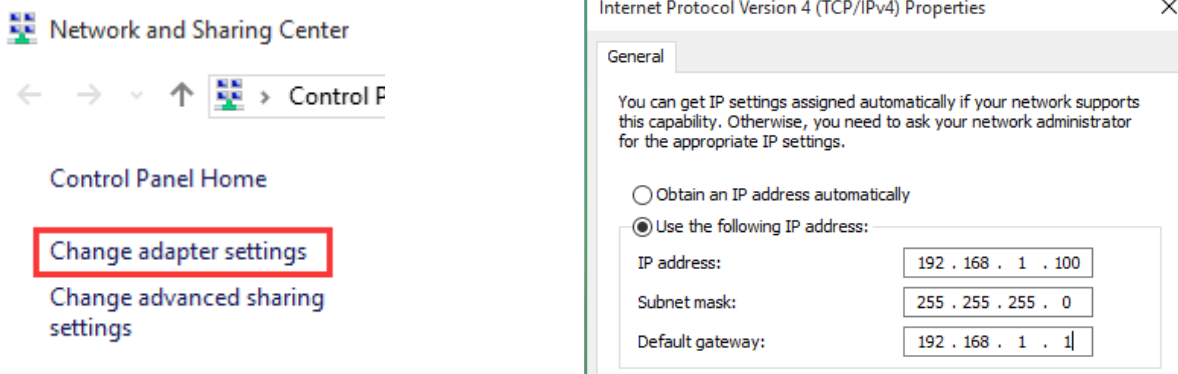 Network and Sharing Center
Control P
Control Panel Home
Change adapter settings
Change advanced sharing
settings
Internet Protocol Version 4 (TCP/IPv4) Properties
General
You can get IP settings assigned automatically if your network supports
this capability. Otherwise, you need to ask your network administrator
for the appropriate IP settings.
Obtain an IP address automatically
Use the following IP address:
IP address: 192 . 168 . 1 . 100
Subnet mask: 255 . 255 . 255 . 0
Default gateway: 192 . 168 . 1 . 1